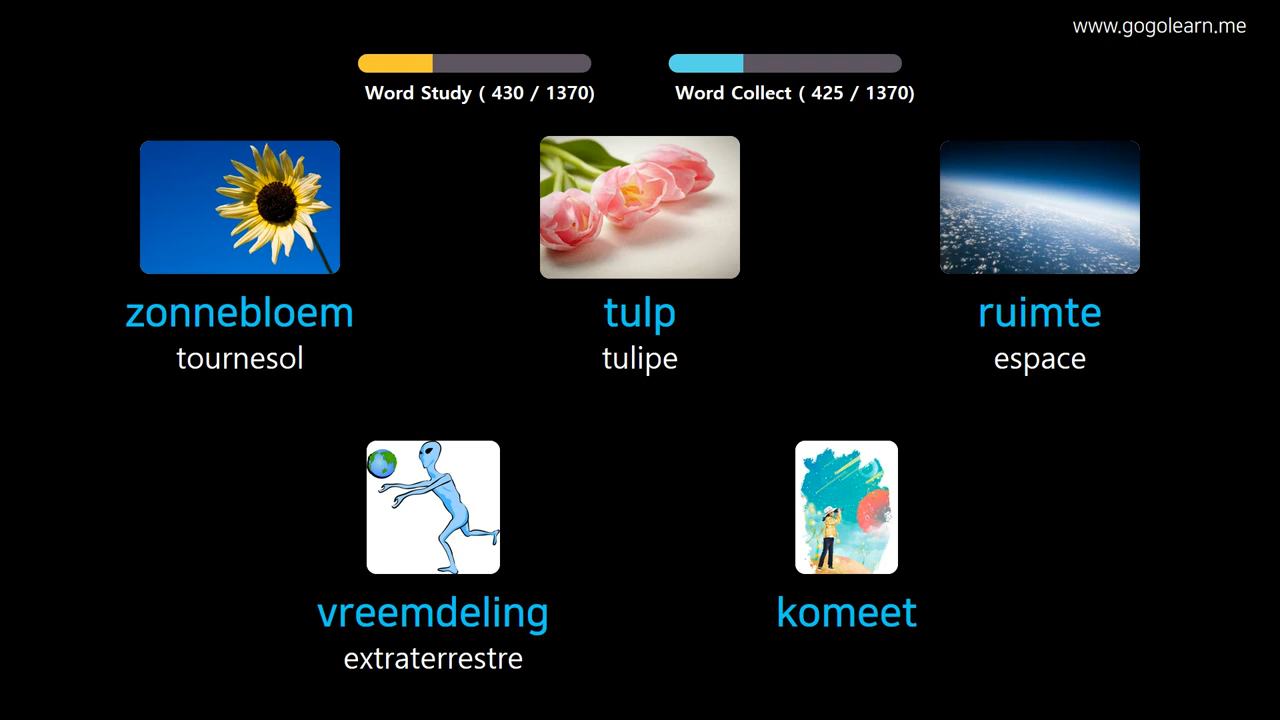 www.gogolearn.me
Word Study ( 430 / 1370)
Word Collect ( 425 / 1370)
zonnebloem
tournesol
tulp
tulipe
ruimte
espace
vreemdeling
extraterrestre
komeet